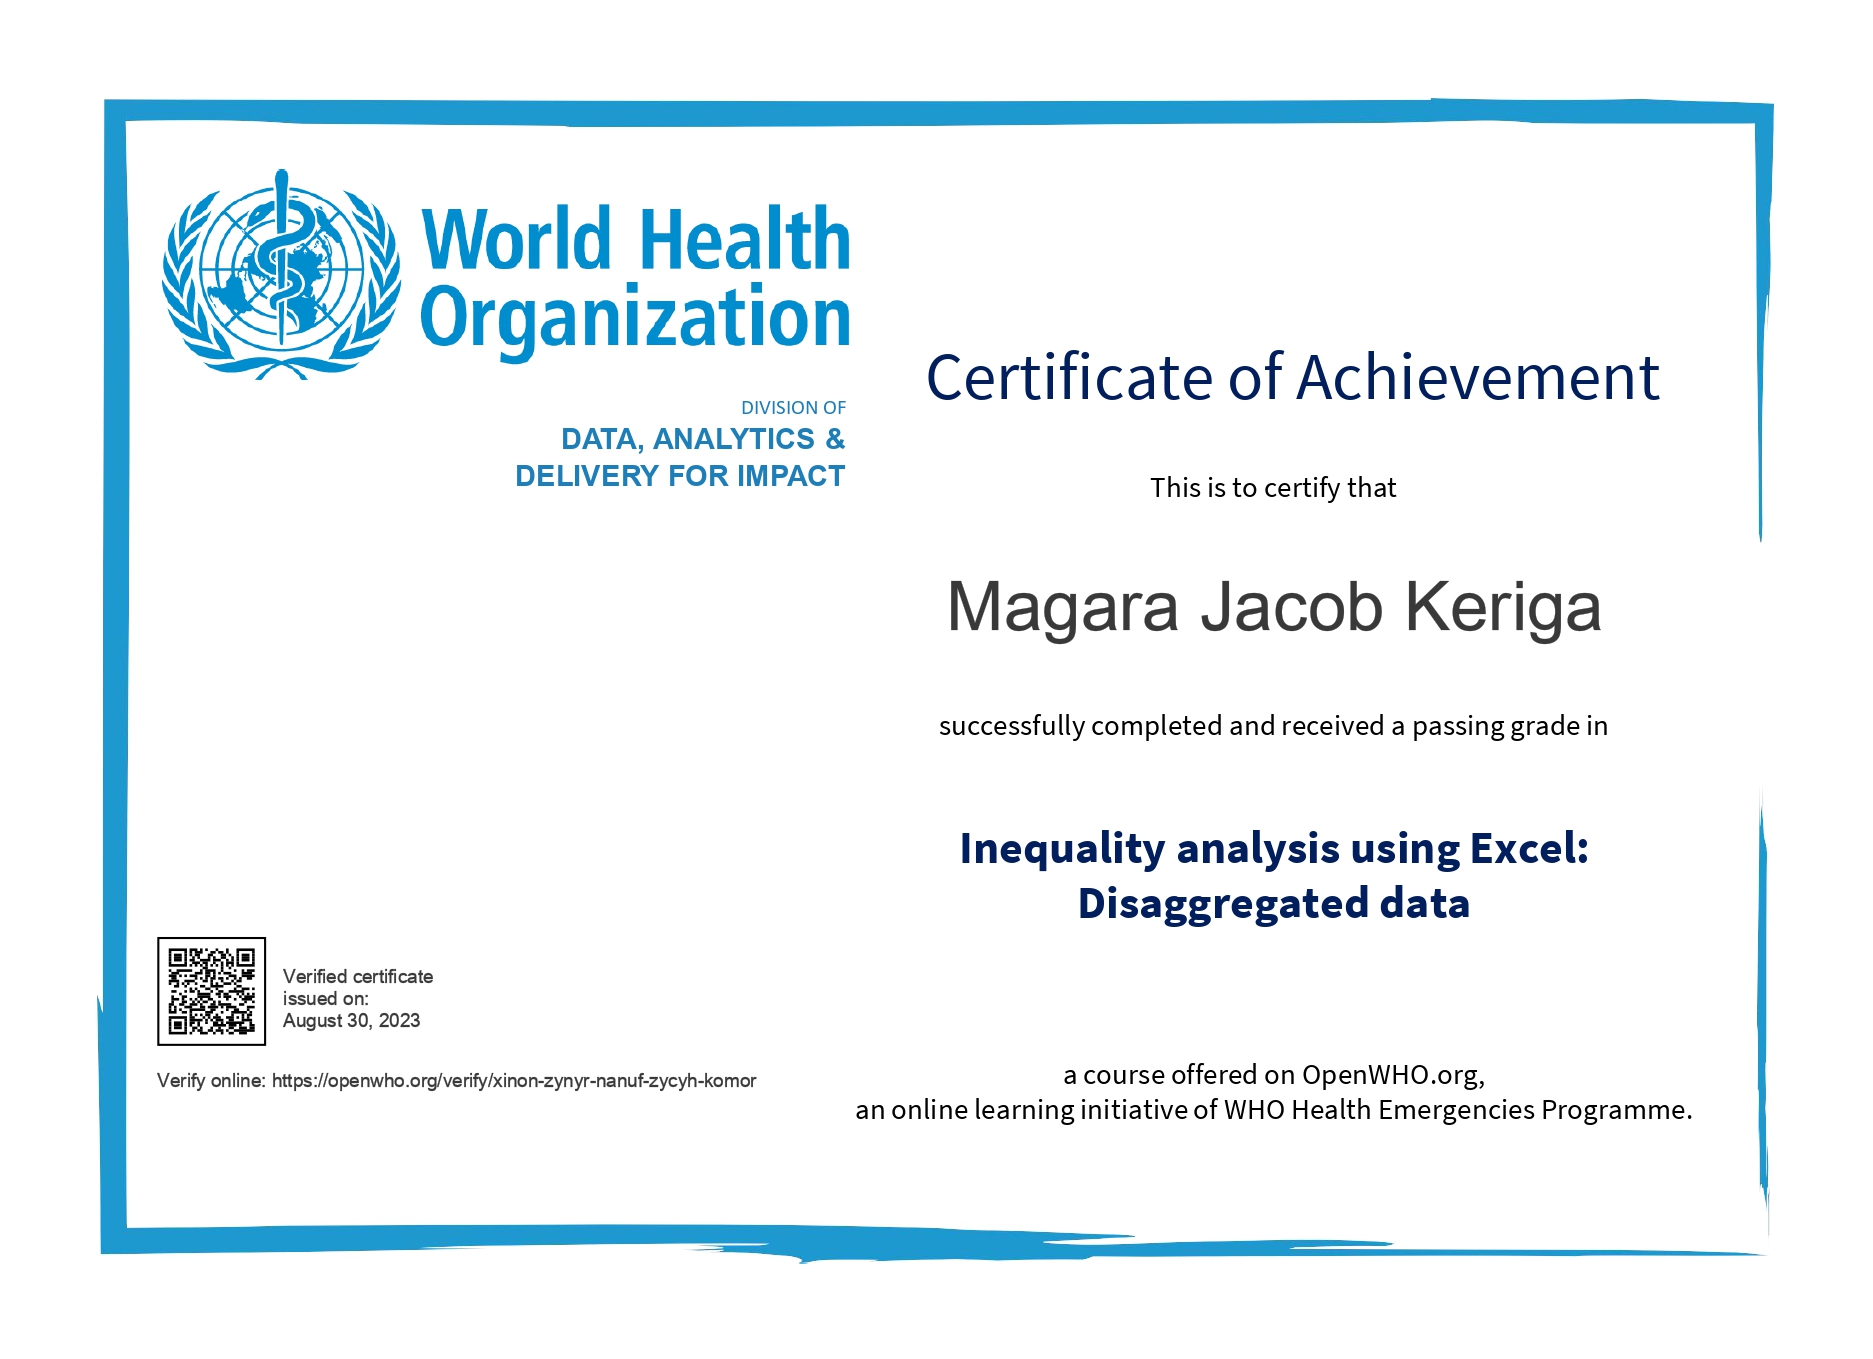 World Health
Organization
DIVISION OF
DATA, ANALYTICS &
DELIVERY FOR IMPACT
Certificate of Achievement
This is to certify that
Magara Jacob Keriga
successfully completed and received a passing grade in
Inequality analysis using Excel:
Disaggregated data
Verified certificate
issued on:
August 30, 2023
Verify online: https://openwho.org/verify/xinon-zynyr-nanuf-zycyh-komor
a course offered on OpenWHO.org,
an online learning initiative of WHO Health Emergencies Programme.